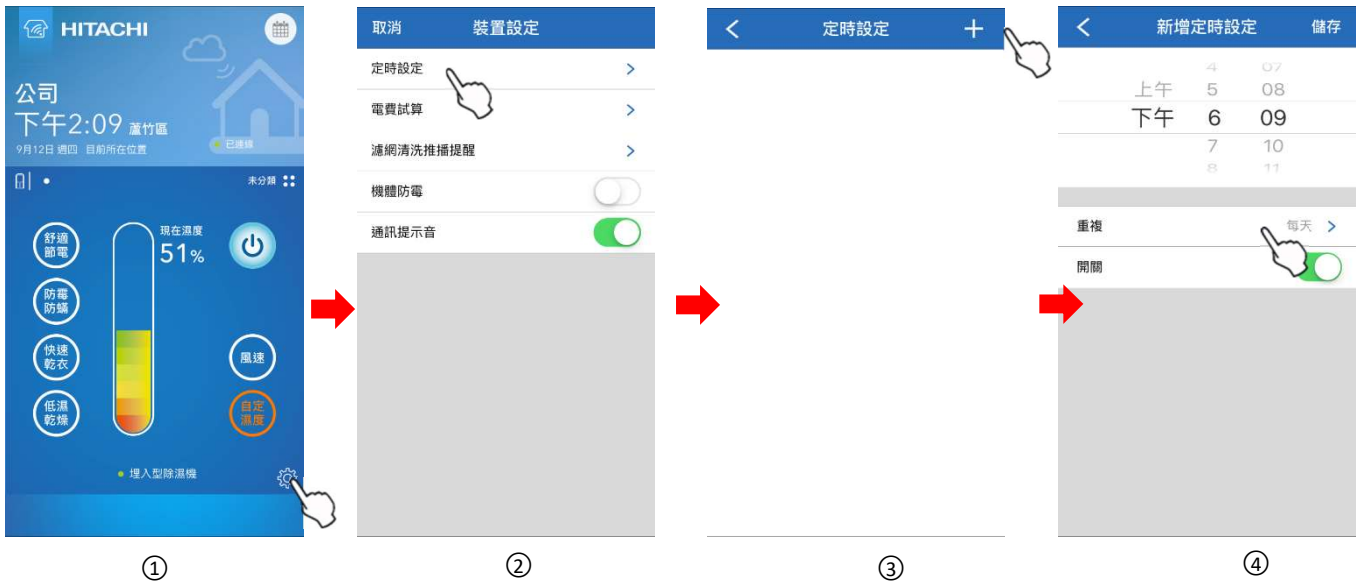 HITACHI
公司
下午2:09 蘆竹區
9月12日 週四 目前所在位置
已連線
未分類
舒適
節電
防霉
防蟎
快速
乾衣
低濕
乾燥
現在濕度
51%
風速
自定
濕度
埋入型除濕機
①
取消 裝置設定
定時設定
電費試算
濾網清洗推播提醒
機體防霉
通訊提示音
②
定時設定
③
新增定時設定 儲存
4 07
上午 5 08
下午 6 09
7 10
8 11
重複 每天
開關
④